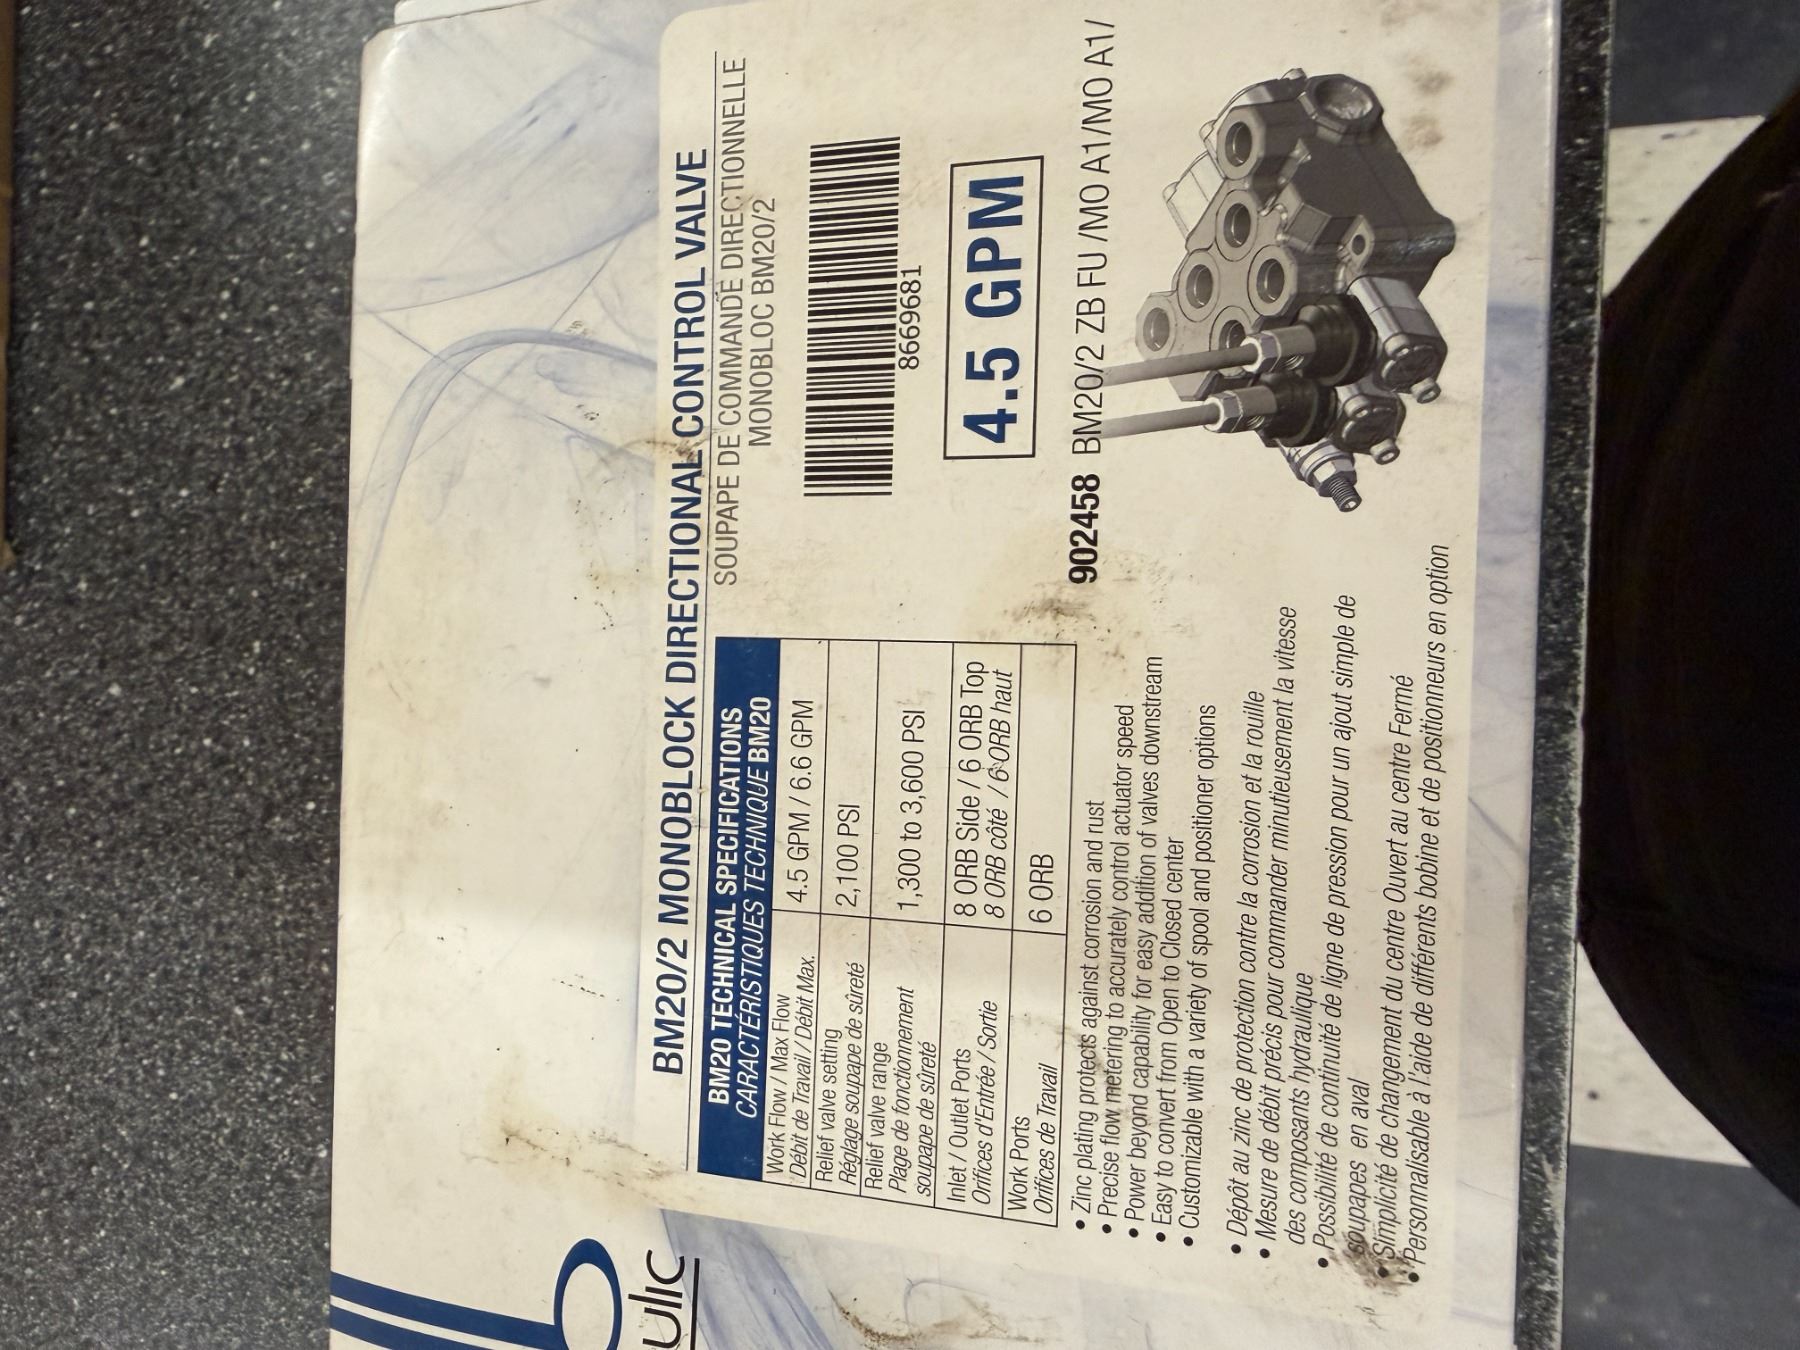 ulic
BM20/2 MONOBLOCK DIRECTIONAL CONTROL VALVE
SOUPAPE DE COMMANDE DIRECTIONNELLE
MONOBLOC BM20/2
BM20 TECHNICAL SPECIFICATIONS
CARACTÉRISTIQUES TECHNIQUE BM20
Work Flow / Max Flow
Débit de Travail / Débit Max.
4.5 GPM / 6.6 GPM
Relief valve setting
Réglage soupape de sûreté
2,100 PSI
Relief valve range
Plage de fonctionnement
soupape de sûreté
1,300 to 3,600 PSI
Inlet / Outlet Ports
Orifices d'Entrée / Sortie
8 ORB Side / 6 ORB Top
8 ORB côté / 6 ORB haut
Work Ports
Orifices de Travail
6 ORB
8669681
4.5 GPM
902458 BM20/2 ZB FU /MO A1/MO A1/
• Zinc plating protects against corrosion and rust
• Precise flow metering to accurately control actuator speed
• Power beyond capability for easy addition of valves downstream
• Easy to convert from Open to Closed center
• Customizable with a variety of spool and positioner options
• Dépôt au zinc de protection contre la corrosion et la rouille
• Mesure de débit précis pour commander minutieusement la vitesse
des composants hydraulique
• Possibilité de continuité de ligne de pression pour un ajout simple de
soupapes en aval
• Simplicité de changement du centre Ouvert au centre Fermé
• Personnalisable à l'aide de différents bobine et de positionneurs en option